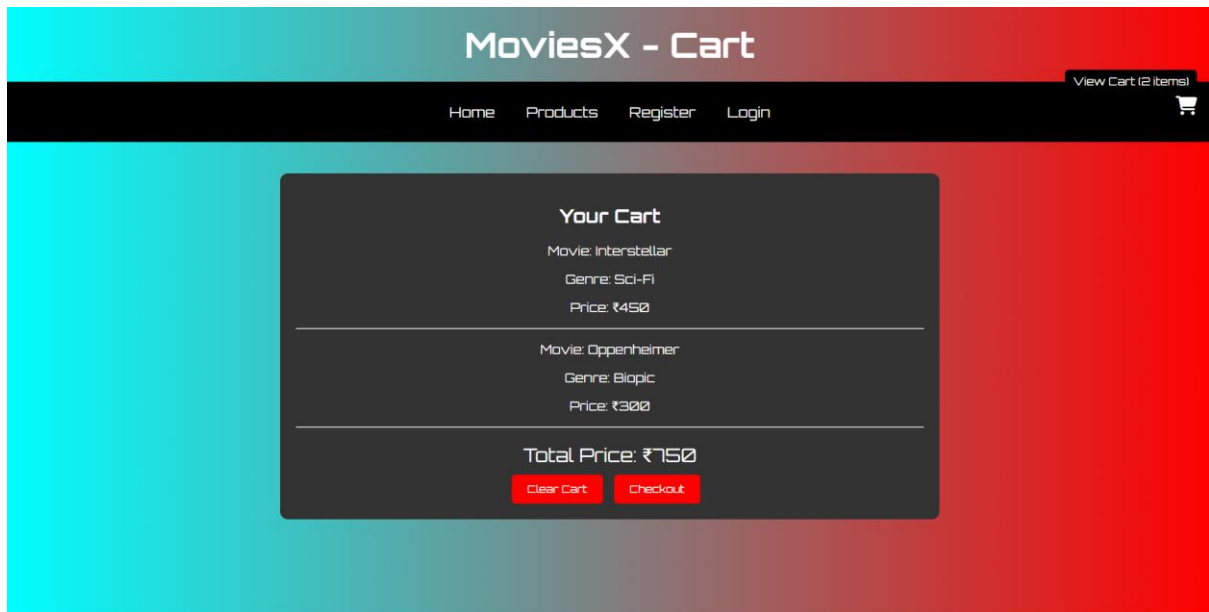 MoviesX - Cart
View Cart (2 items)
Home Products Register Login
Your Cart
Movie: Interstellar
Genre: Sci-Fi
Price: ₹450
Movie: Oppenheimer
Genre: Biopic
Price: ₹300
Total Price: ₹750
Clear Cart Checkout